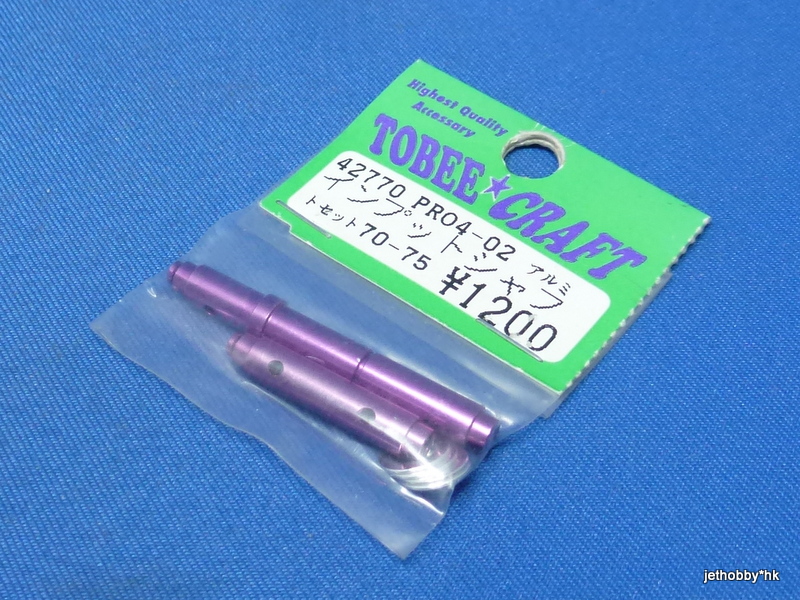 Highest Quality
Accessary
TOBEE★CRAFT
42770 PRO4-02 アルミ
インプットシャフ
トセット70-75 ¥1200
jethobby*hk